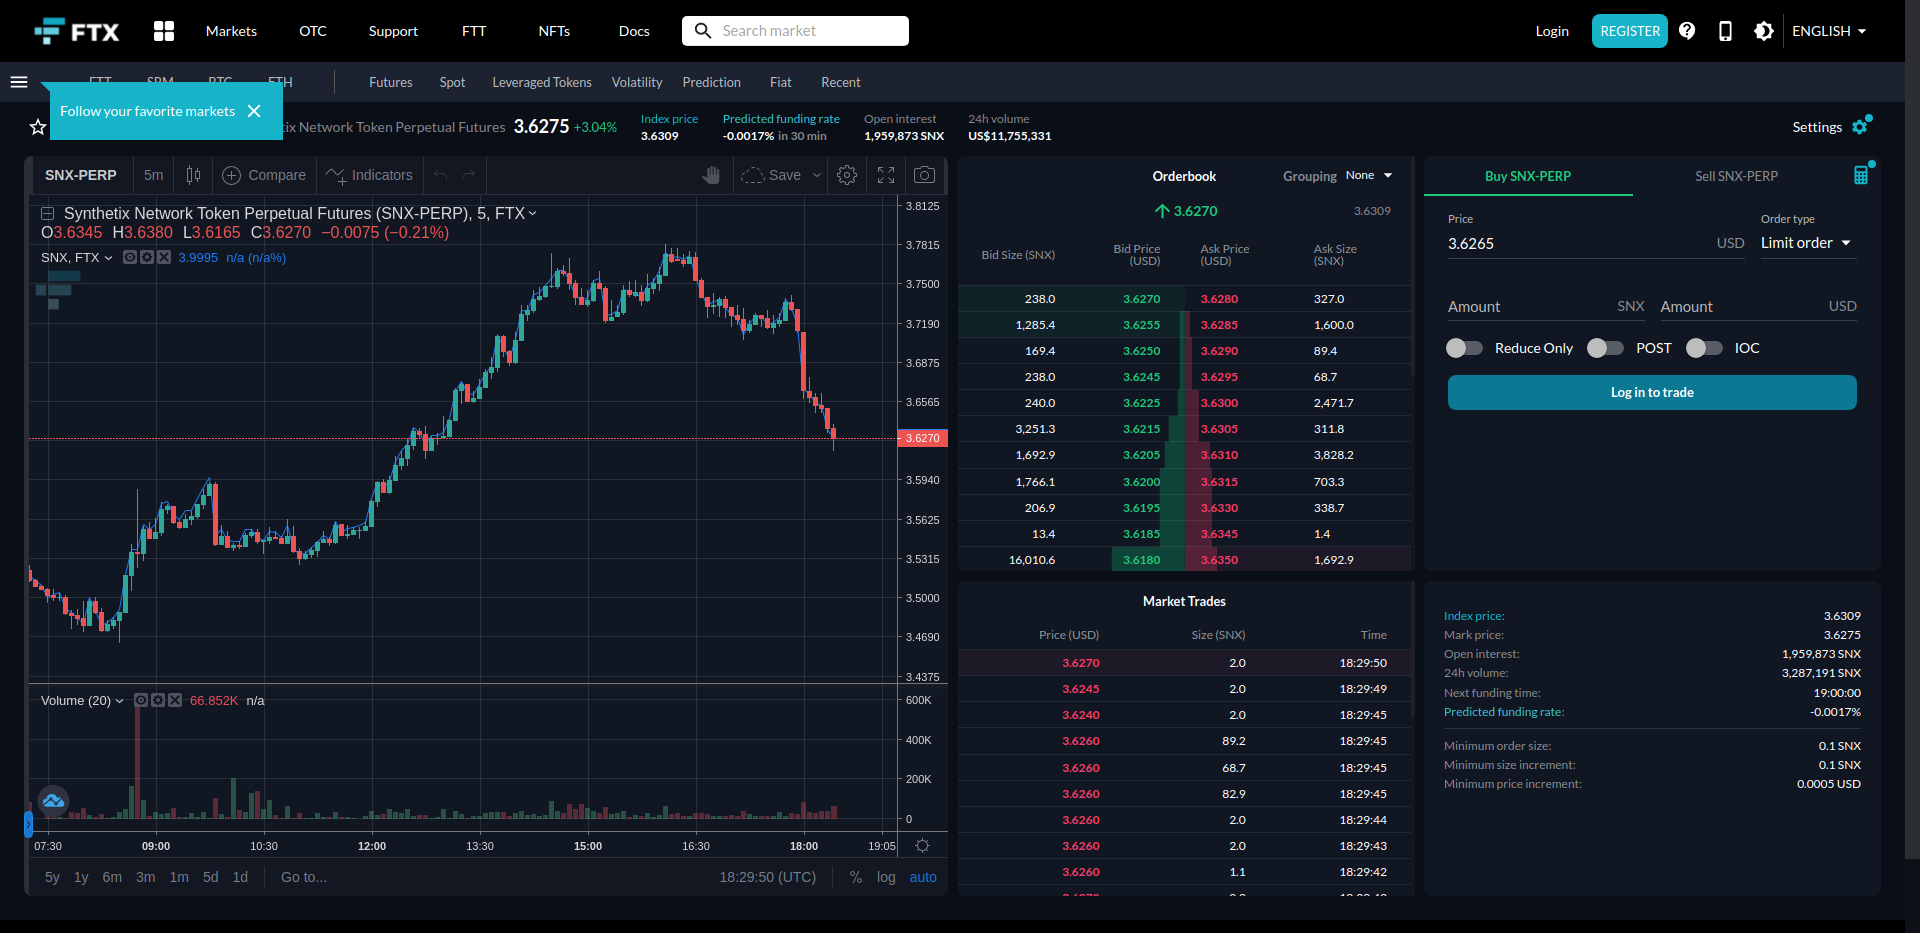 FTX Markets OTC Support FTT NFTs Docs Search market Login REGISTER ENGLISH
FTT SRM BTC ETH Futures Spot Leveraged Tokens Volatility Prediction Fiat Recent
Follow your favorite markets
Network Token Perpetual Futures 3.6275 +3.04%
Index price
3.6309
Predicted funding rate
-0.0017% in 30 min
Open interest
1,959,873 SNX
24h volume
US$11,755,331
Settings
SNX-PERP 5m Compare Indicators Save
Synthetix Network Token Perpetual Futures (SNX-PERP), 5, FTX
O3.6345 H3.6380 L3.6165 C3.6270 −0.0075 (−0.21%)
SNX, FTX 3.9995 n/a (n/a%)
3.8125
3.7815
3.7500
3.7190
3.6875
3.6565
3.6270
3.5940
3.5625
3.5315
3.5000
3.4690
3.4375
Volume (20) 66.852K n/a
600K
400K
200K
0
07:30 09:00 10:30 12:00 13:30 15:00 16:30 18:00 19:05
5y 1y 6m 3m 1m 5d 1d Go to... 18:29:50 (UTC) % log auto
Orderbook Grouping None
3.6270 3.6309
Bid Size (SNX) Bid Price (USD) Ask Price (USD) Ask Size (SNX)
238.0 3.6270 3.6280 327.0
1,285.4 3.6255 3.6285 1,600.0
169.4 3.6250 3.6290 89.4
238.0 3.6245 3.6295 68.7
240.0 3.6225 3.6300 2,471.7
3,251.3 3.6215 3.6305 311.8
1,692.9 3.6205 3.6310 3,828.2
1,766.1 3.6200 3.6315 703.3
206.9 3.6195 3.6330 338.7
13.4 3.6185 3.6345 1.4
16,010.6 3.6180 3.6350 1,692.9
Market Trades
Price (USD) Size (SNX) Time
3.6270 2.0 18:29:50
3.6245 2.0 18:29:49
3.6240 2.0 18:29:45
3.6260 89.2 18:29:45
3.6260 68.7 18:29:45
3.6260 82.9 18:29:45
3.6260 2.0 18:29:44
3.6260 2.0 18:29:43
3.6260 1.1 18:29:42
Buy SNX-PERP Sell SNX-PERP
Price Order type
3.6265 USD Limit order
Amount SNX Amount USD
Reduce Only POST IOC
Log in to trade
Index price: 3.6309
Mark price: 3.6275
Open interest: 1,959,873 SNX
24h volume: 3,287,191 SNX
Next funding time: 19:00:00
Predicted funding rate: -0.0017%
Minimum order size: 0.1 SNX
Minimum size increment: 0.1 SNX
Minimum price increment: 0.0005 USD